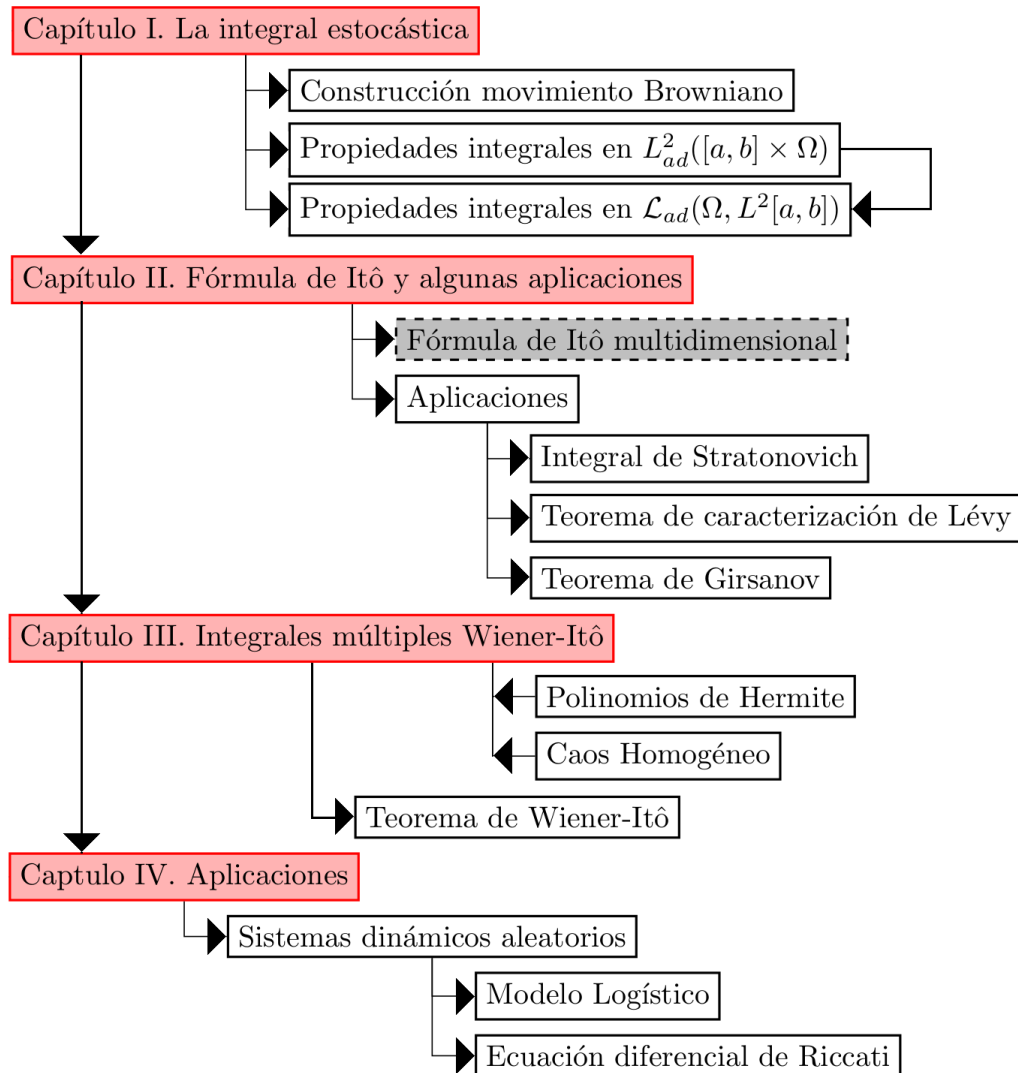 Capítulo I. La integral estocástica
Construcción movimiento Browniano
Propiedades integrales en $L^2_{ad}([a, b] \times \Omega)$
Propiedades integrales en $\mathcal{L}_{ad}(\Omega, L^2[a, b])$
Capítulo II. Fórmula de Itô y algunas aplicaciones
Fórmula de Itô multidimensional
Aplicaciones
Integral de Stratonovich
Teorema de caracterización de Lévy
Teorema de Girsanov
Capítulo III. Integrales múltiples Wiener-Itô
Polinomios de Hermite
Caos Homogéneo
Teorema de Wiener-Itô
Captulo IV. Aplicaciones
Sistemas dinámicos aleatorios
Modelo Logístico
Ecuación diferencial de Riccati